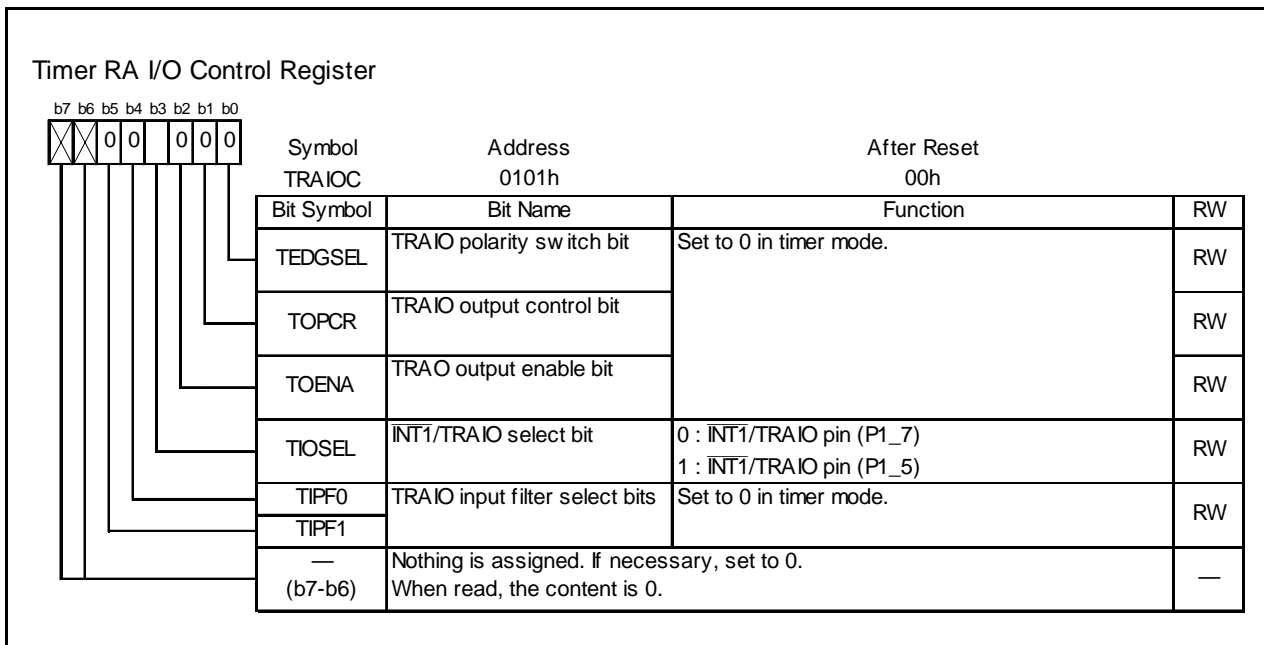 Timer RA I/O Control Register
b7 b6 b5 b4 b3 b2 b1 b0
0 0 0 0 0
Symbol Address After Reset
TRAIOC 0101h 00h
Bit Symbol Bit Name Function RW
TEDGSEL TRAIO polarity switch bit Set to 0 in timer mode. RW
TOPCR TRAIO output control bit RW
TOENA TRAO output enable bit RW
TIOSEL INT1/TRAIO select bit 0 : INT1/TRAIO pin (P1_7) RW
1 : INT1/TRAIO pin (P1_5)
TIPF0 TRAIO input filter select bits Set to 0 in timer mode. RW
TIPF1
— Nothing is assigned. If necessary, set to 0. —
(b7-b6) When read, the content is 0.